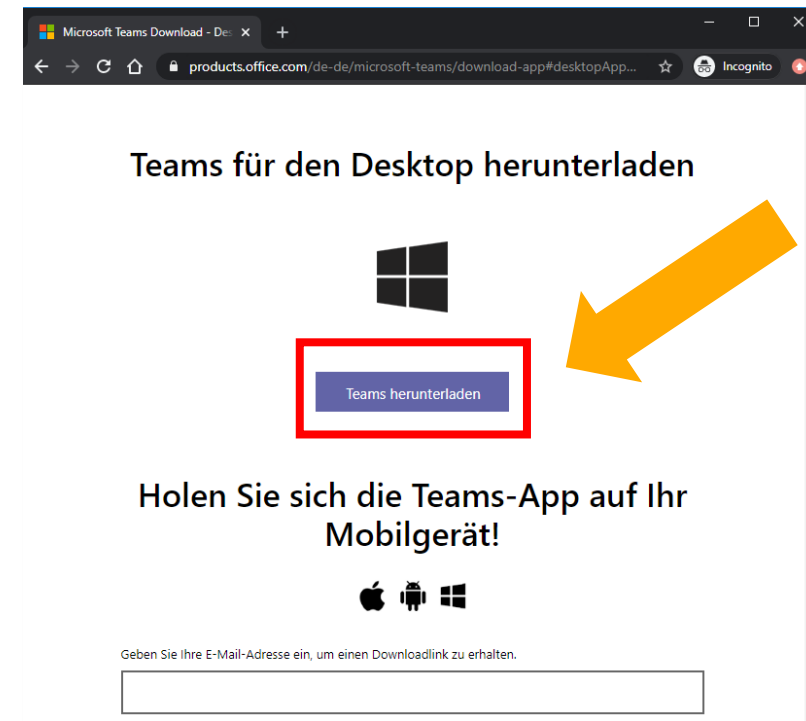 Microsoft Teams Download - Des
products.office.com/de-de/microsoft-teams/download-app#desktopApp...
Incognito
Teams für den Desktop herunterladen
Teams herunterladen
Holen Sie sich die Teams-App auf Ihr
Mobilgerät!
Geben Sie Ihre E-Mail-Adresse ein, um einen Downloadlink zu erhalten.